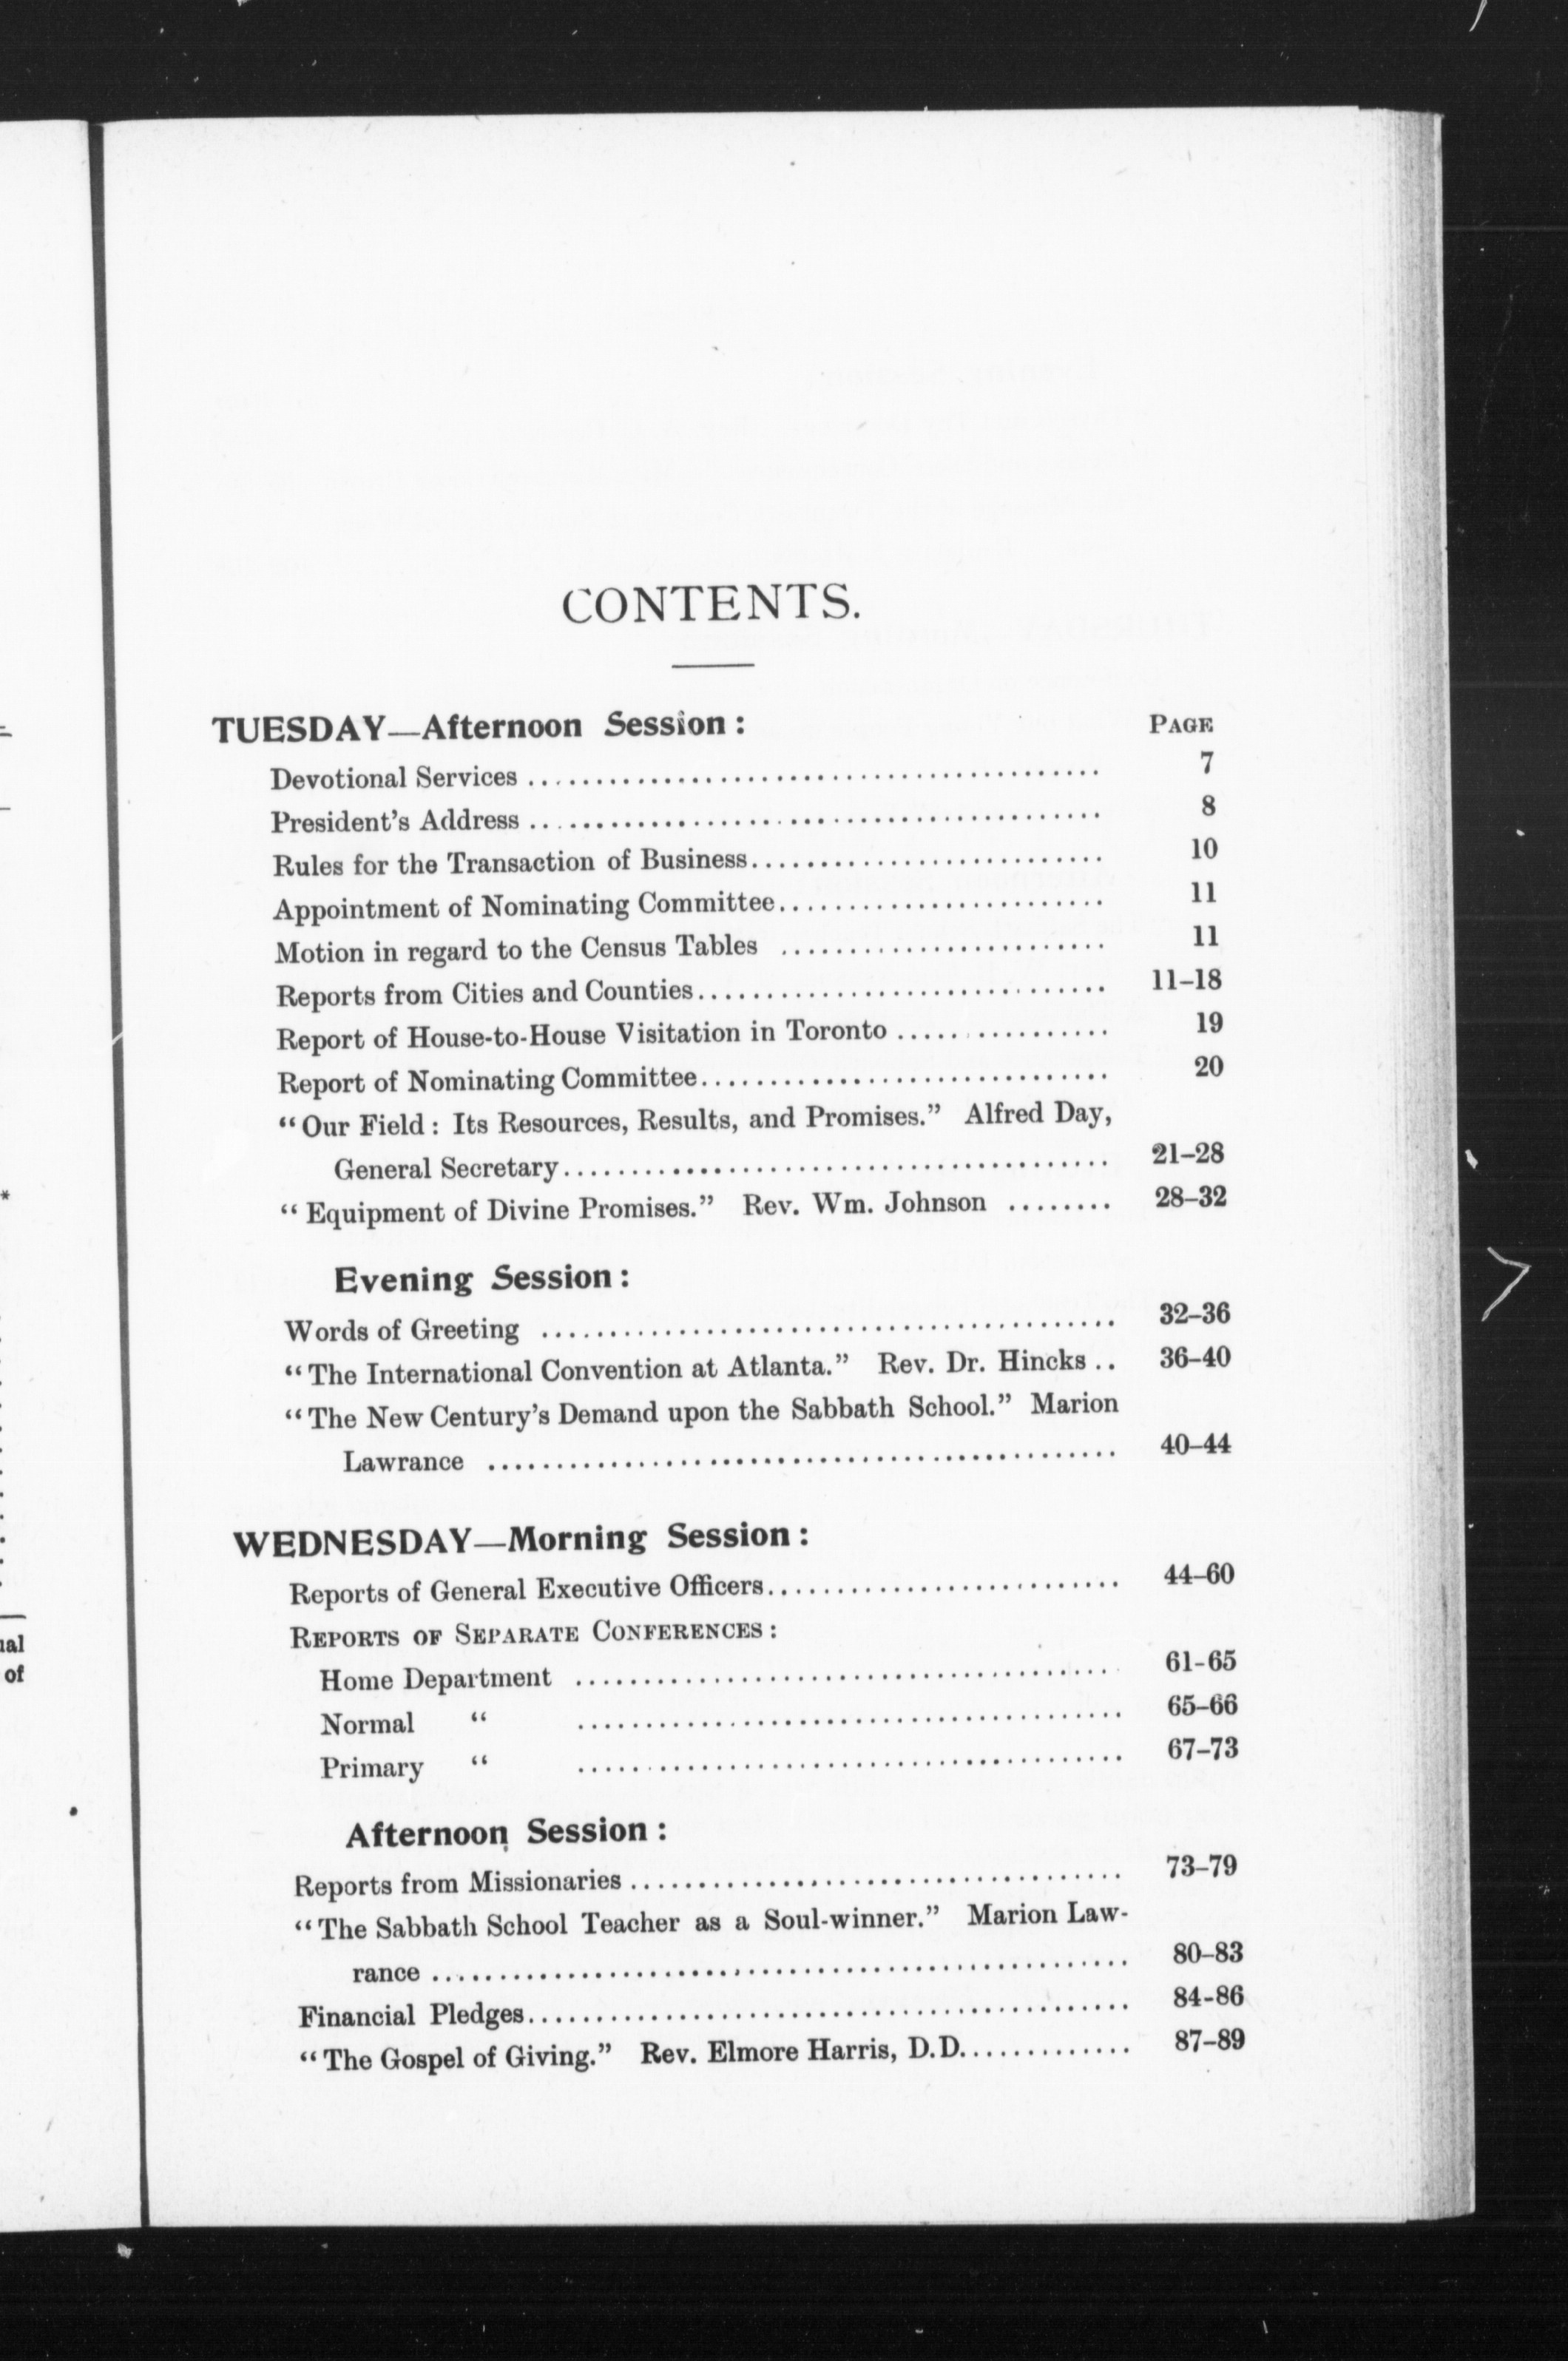 CONTENTS.
TUESDAY—Afternoon Session: PAGE
Devotional Services ........................................ 7
President's Address ........................................ 8
Rules for the Transaction of Business.......................... 10
Appointment of Nominating Committee........................ 11
Motion in regard to the Census Tables ........................ 11
Reports from Cities and Counties.............................. 11–18
Report of House-to-House Visitation in Toronto ................ 19
Report of Nominating Committee.............................. 20
“Our Field: Its Resources, Results, and Promises.” Alfred Day,
General Secretary........................................ 21–28
“Equipment of Divine Promises.” Rev. Wm. Johnson ........ 28–32
Evening Session:
Words of Greeting .......................................... 32–36
“The International Convention at Atlanta.” Rev. Dr. Hincks .. 36–40
“The New Century's Demand upon the Sabbath School.” Marion
Lawrance .............................................. 40–44
WEDNESDAY—Morning Session:
Reports of General Executive Officers.......................... 44–60
REPORTS OF SEPARATE CONFERENCES:
Home Department ........................................ 61-65
Normal “ ........................................ 65–66
Primary “ ........................................ 67–73
Afternoon Session:
Reports from Missionaries .................................... 73–79
“The Sabbath School Teacher as a Soul-winner.” Marion Law-
rance .................................................. 80–83
Financial Pledges............................................ 84-86
“The Gospel of Giving.” Rev. Elmore Harris, D.D............. 87–89
of